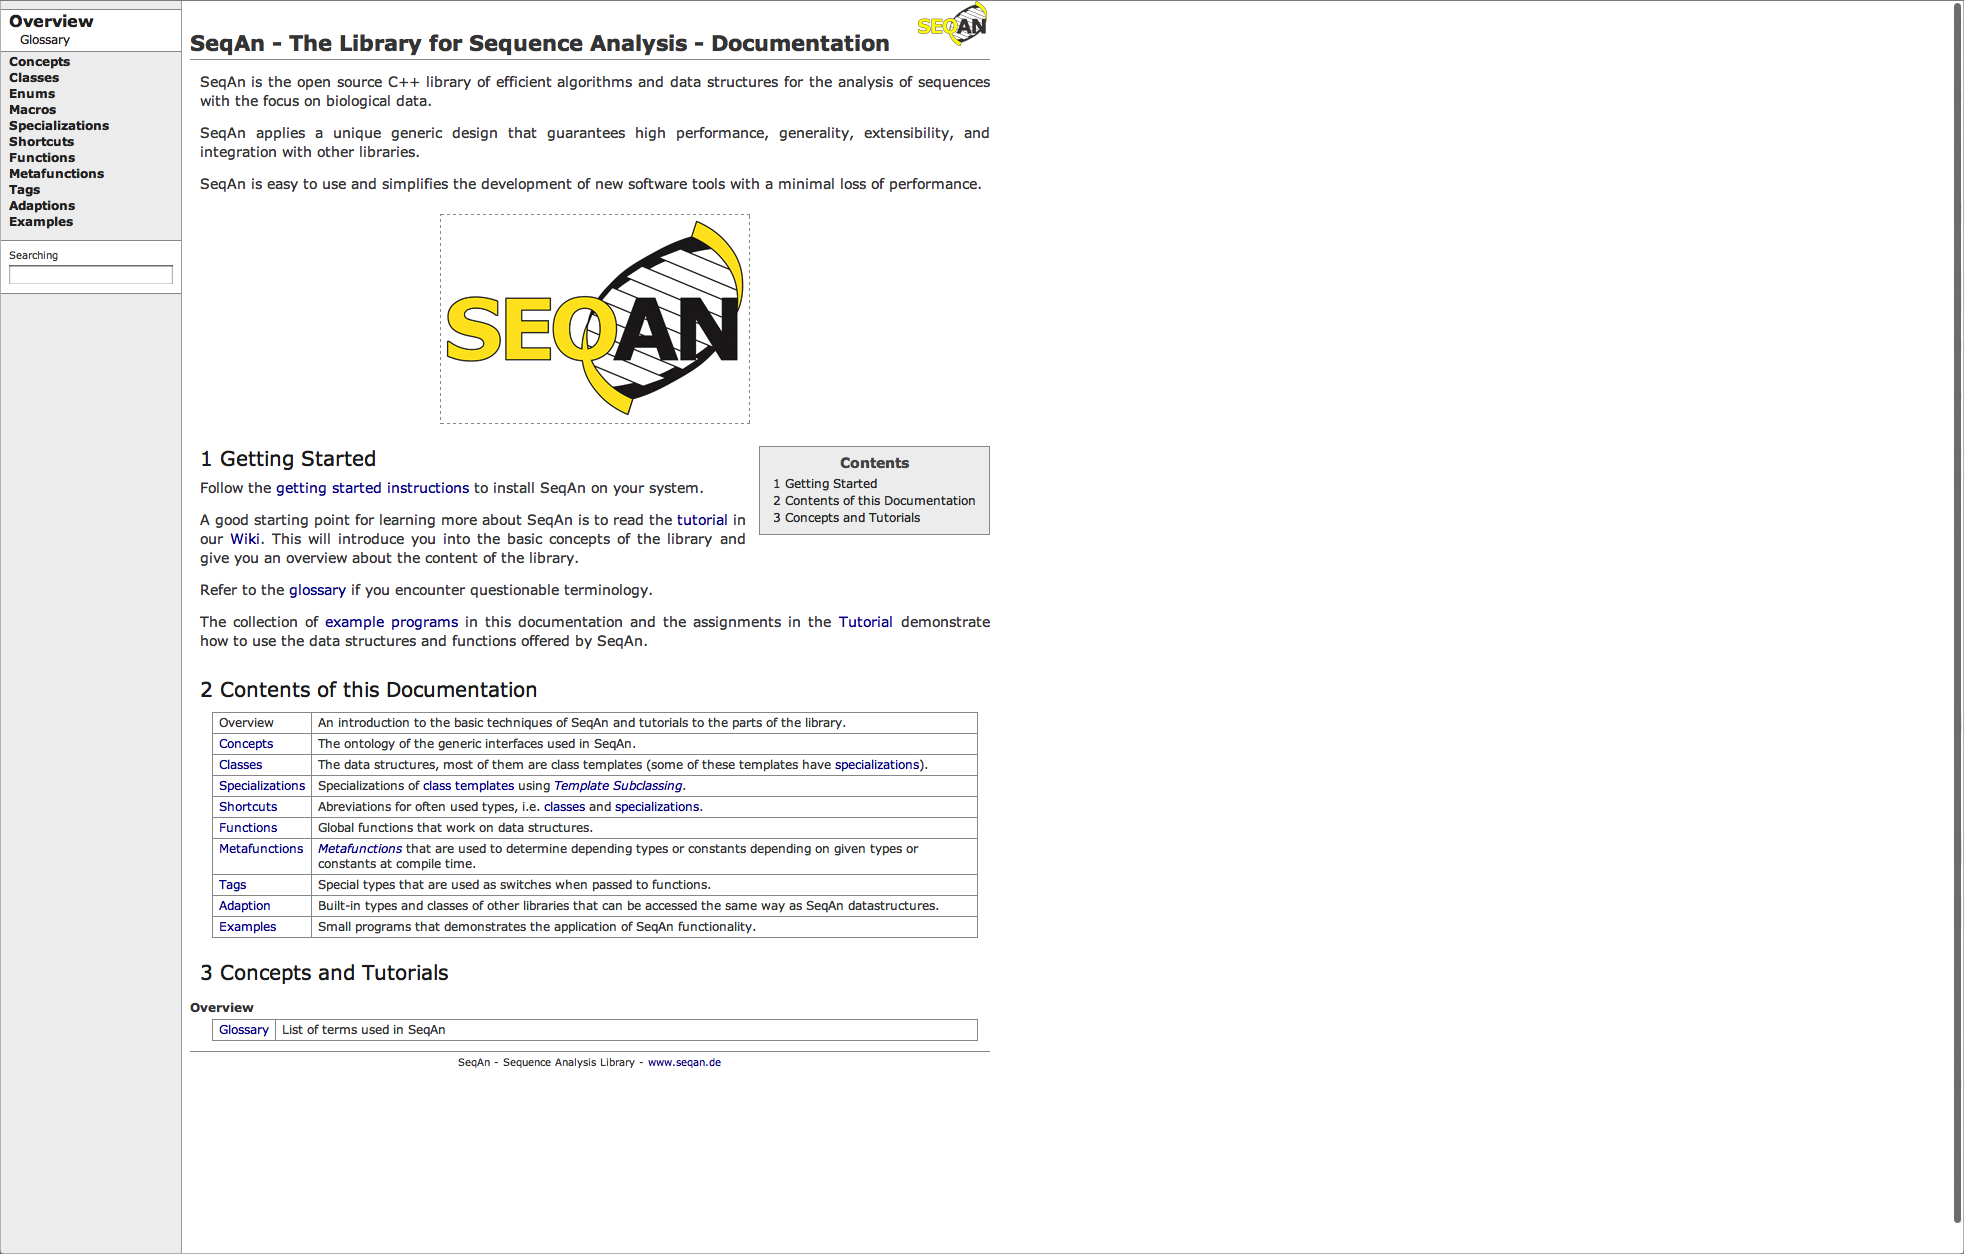 Overview
Glossary
Concepts
Classes
Enums
Macros
Specializations
Shortcuts
Functions
Metafunctions
Tags
Adaptions
Examples
Searching
SeqAn - The Library for Sequence Analysis - Documentation
SEQAN
SeqAn is the open source C++ library of efficient algorithms and data structures for the analysis of sequences
with the focus on biological data.
SeqAn applies a unique generic design that guarantees high performance, generality, extensibility, and
integration with other libraries.
SeqAn is easy to use and simplifies the development of new software tools with a minimal loss of performance.
SEQAN
1 Getting Started
Follow the getting started instructions to install SeqAn on your system.
A good starting point for learning more about SeqAn is to read the tutorial in
our Wiki. This will introduce you into the basic concepts of the library and
give you an overview about the content of the library.
Contents
1 Getting Started
2 Contents of this Documentation
3 Concepts and Tutorials
Refer to the glossary if you encounter questionable terminology.
The collection of example programs in this documentation and the assignments in the Tutorial demonstrate
how to use the data structures and functions offered by SeqAn.
2 Contents of this Documentation
Overview An introduction to the basic techniques of SeqAn and tutorials to the parts of the library.
Concepts The ontology of the generic interfaces used in SeqAn.
Classes The data structures, most of them are class templates (some of these templates have specializations).
Specializations Specializations of class templates using Template Subclassing.
Shortcuts Abreviations for often used types, i.e. classes and specializations.
Functions Global functions that work on data structures.
Metafunctions Metafunctions that are used to determine depending types or constants depending on given types or
constants at compile time.
Tags Special types that are used as switches when passed to functions.
Adaption Built-in types and classes of other libraries that can be accessed the same way as SeqAn datastructures.
Examples Small programs that demonstrates the application of SeqAn functionality.
3 Concepts and Tutorials
Overview
Glossary List of terms used in SeqAn
SeqAn - Sequence Analysis Library - www.seqan.de